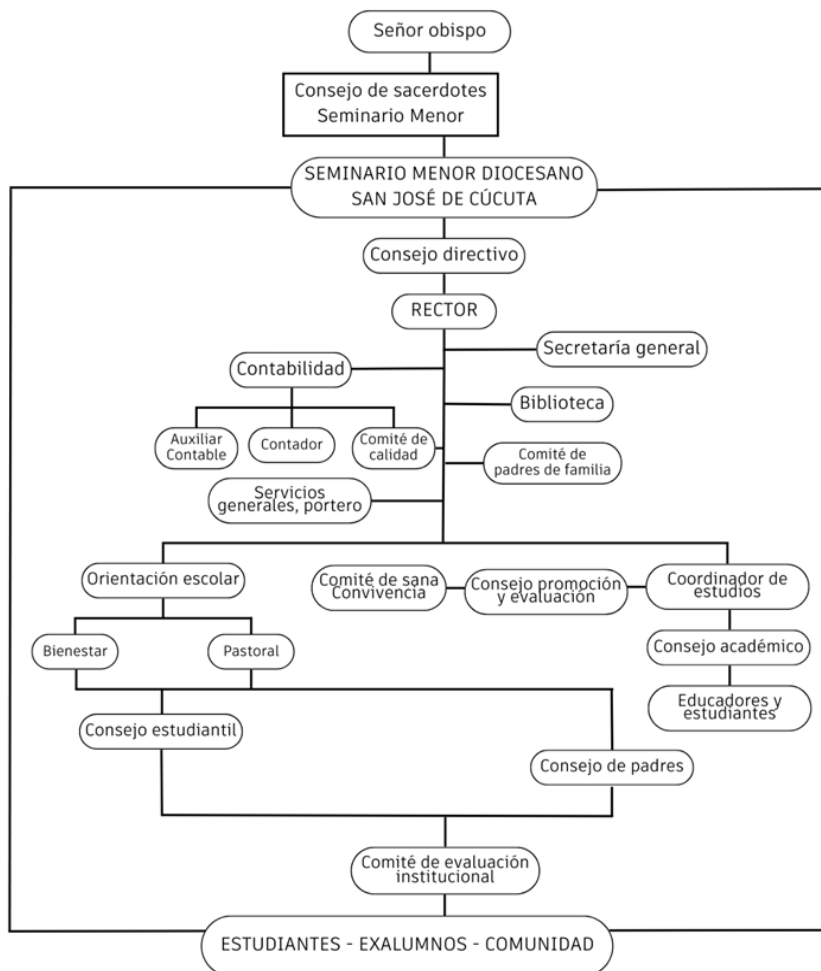 Señor obispo
Consejo de sacerdotes
Seminario Menor
SEMINARIO MENOR DIOCESANO
SAN JOSÉ DE CÚCUTA
Consejo directivo
RECTOR
Secretaría general
Contabilidad
Biblioteca
Auxiliar
Contable
Contador
Comité de
calidad
Comité de
padres de familia
Servicios
generales, portero
Orientación escolar
Comité de sana
Convivencia
Consejo promoción
y evaluación
Coordinador de
estudios
Bienestar
Pastoral
Consejo académico
Educadores y
estudiantes
Consejo estudiantil
Consejo de padres
Comité de evaluación
institucional
ESTUDIANTES - EXALUMNOS - COMUNIDAD